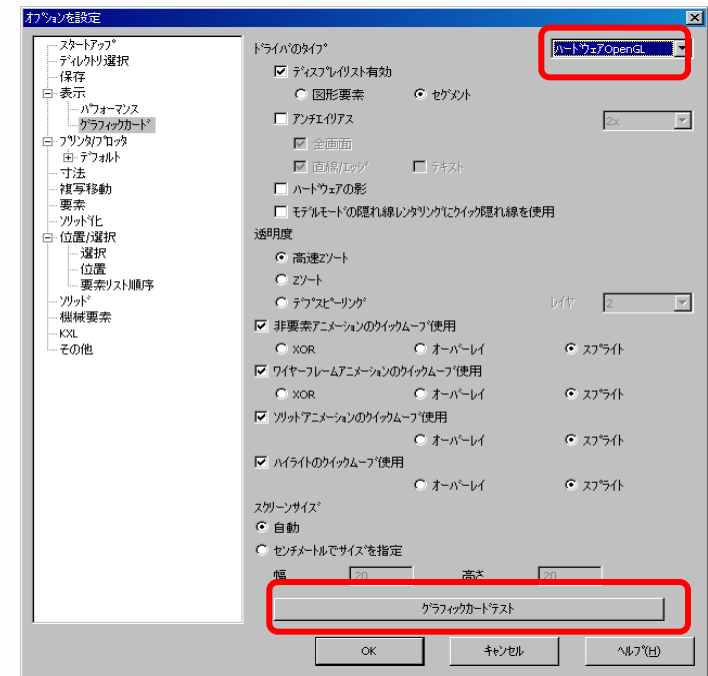 オプションを設定
スタートアップ
ディレクトリ選択
保存
表示
パフォーマンス
グラフィックカード
プリンタ/プロッタ
デフォルト
寸法
複写移動
要素
ソリッド化
位置/選択
選択
位置
要素リスト順序
ソリッド
機械要素
KXL
その他
ドライバのタイプ ハードウェアOpenGL
ディスプレイリスト有効
図形要素 セグメント
アンチエイリアス 2x
全画面
直線/エッジ テキスト
ハードウェアの影
モデルモードの隠れ線レンダリングにクイック隠れ線を使用
透明度
高速Zソート
Zソート
デプスピーリング レイヤ 2
非要素アニメーションのクイックムーブ使用
XOR オーバーレイ スプライト
ワイヤーフレームアニメーションのクイックムーブ使用
XOR オーバーレイ スプライト
ソリッドアニメーションのクイックムーブ使用
オーバーレイ スプライト
ハイライトのクイックムーブ使用
オーバーレイ スプライト
スクリーンサイズ
自動
センチメートルでサイズを指定
幅 20 高さ 20
グラフィックカードテスト
OK キャンセル ヘルプ(H)